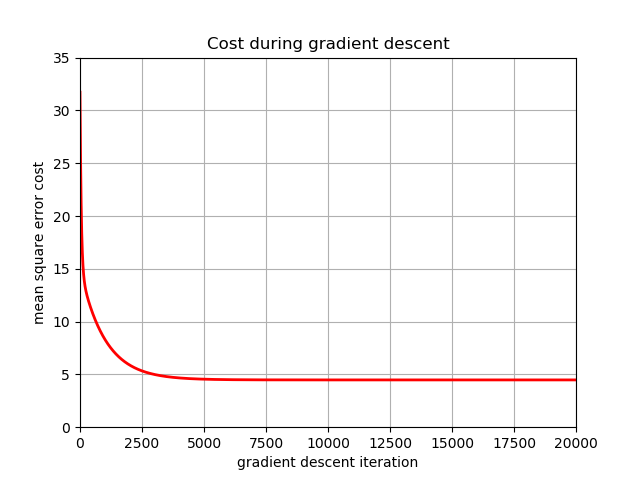 Cost during gradient descent
35
30
25
20
15
10
5
0
mean square error cost
0 2500 5000 7500 10000 12500 15000 17500 20000
gradient descent iteration